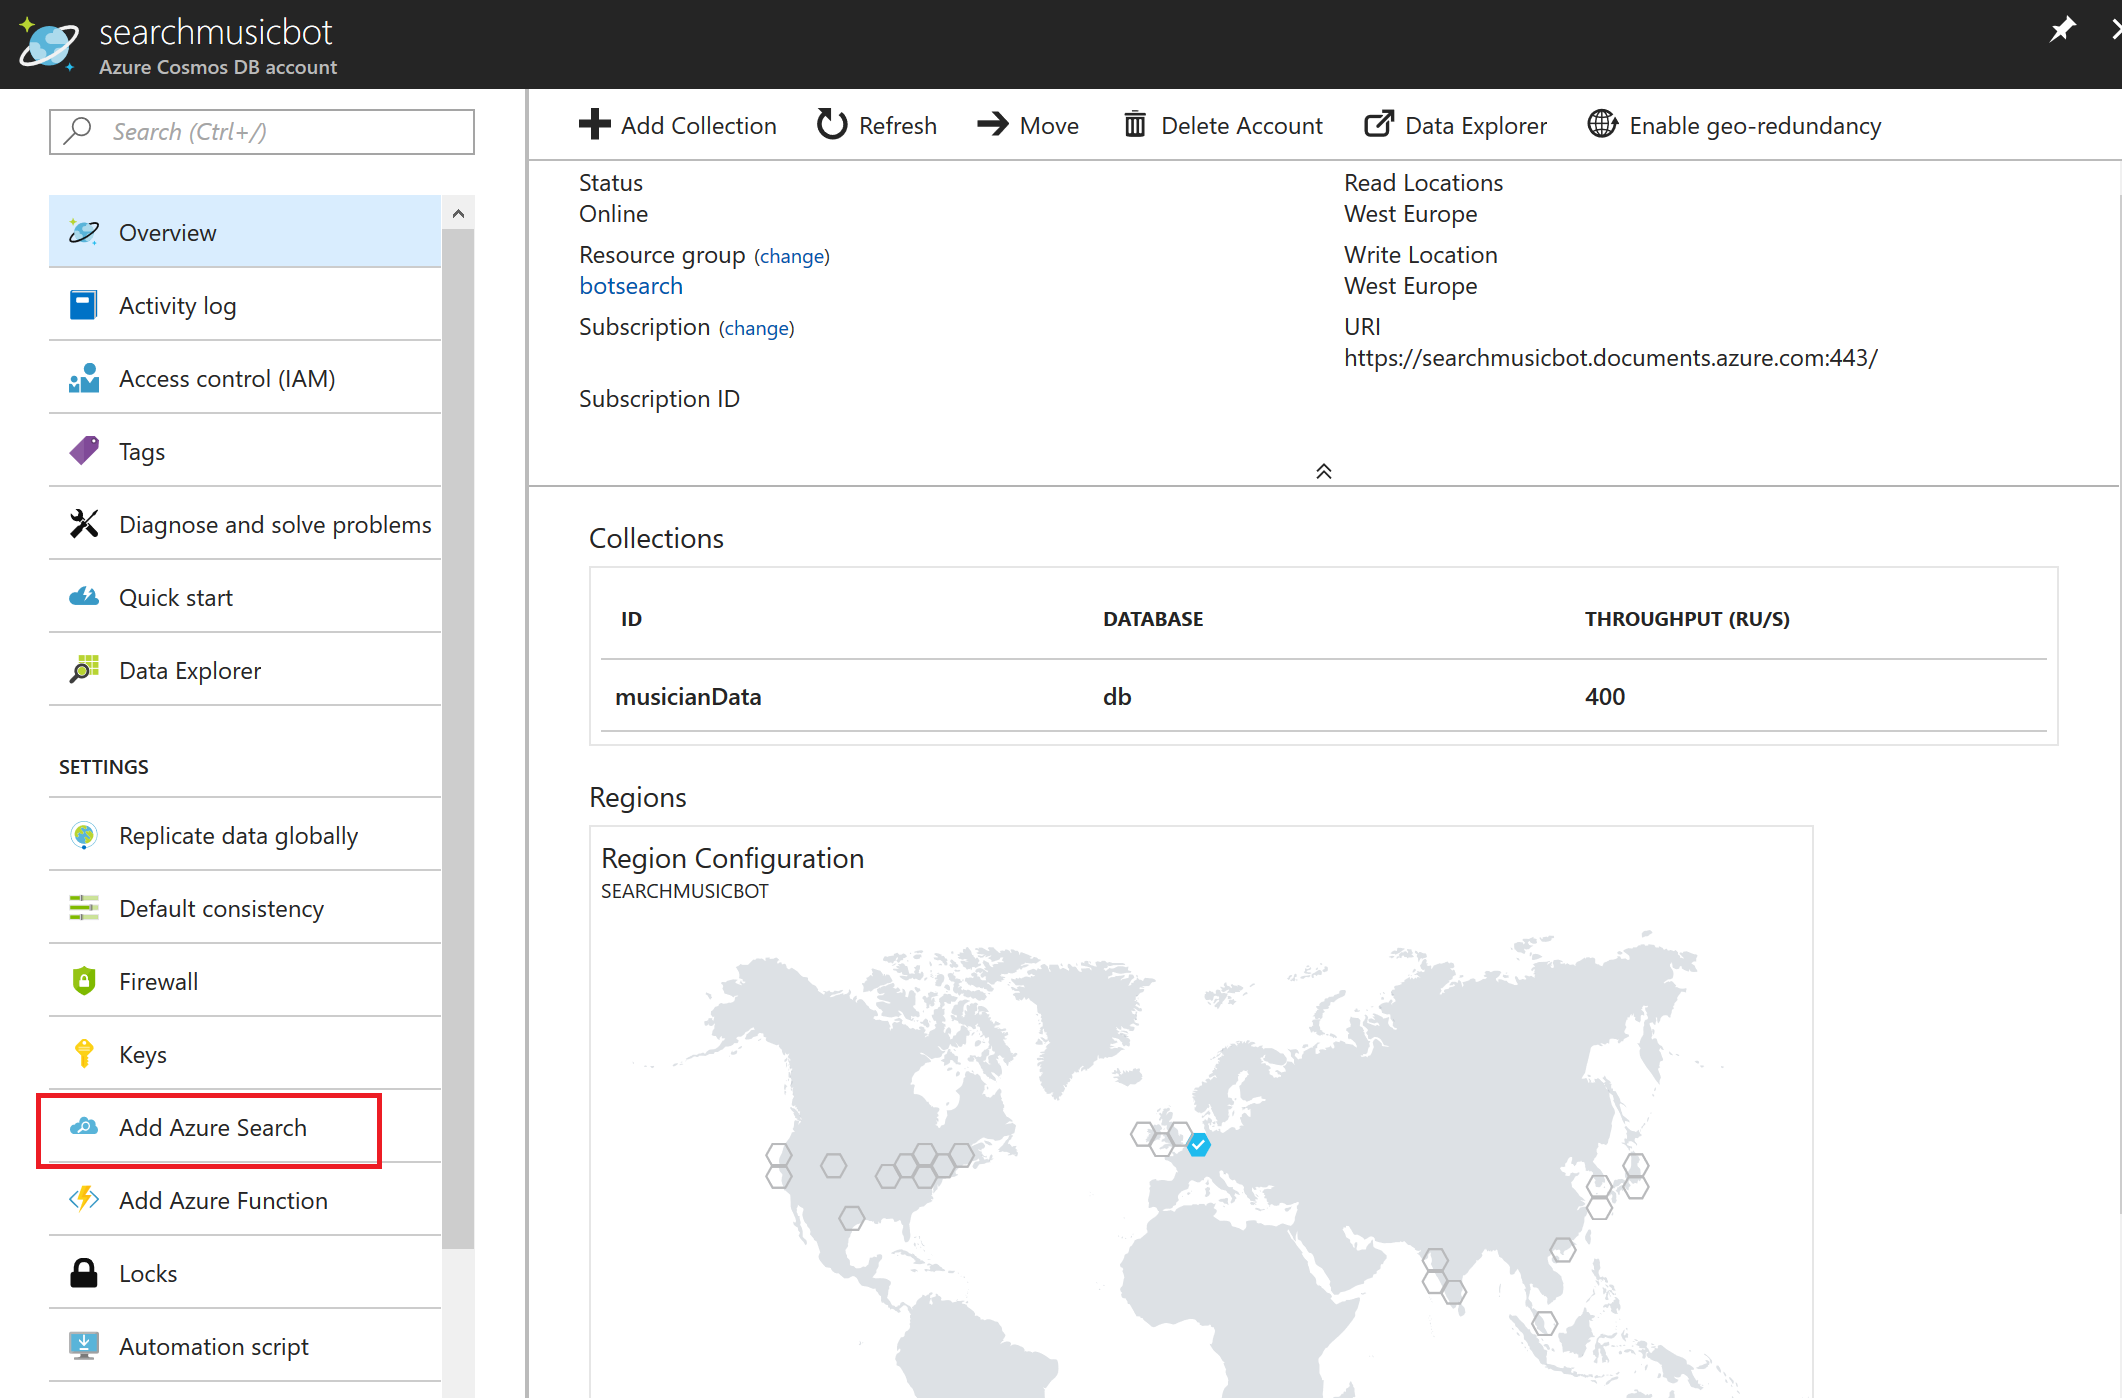 searchmusicbot
Azure Cosmos DB account
Search (Ctrl+/)
Overview
Activity log
Access control (IAM)
Tags
Diagnose and solve problems
Quick start
Data Explorer
SETTINGS
Replicate data globally
Default consistency
Firewall
Keys
Add Azure Search
Add Azure Function
Locks
Automation script
Add Collection
Refresh
Move
Delete Account
Data Explorer
Enable geo-redundancy
Status
Online
Resource group (change)
botsearch
Subscription (change)
Subscription ID
Read Locations
West Europe
Write Location
West Europe
URI
https://searchmusicbot.documents.azure.com:443/
Collections
ID DATABASE THROUGHPUT (RU/S)
musicianData db 400
Regions
Region Configuration
SEARCHMUSICBOT